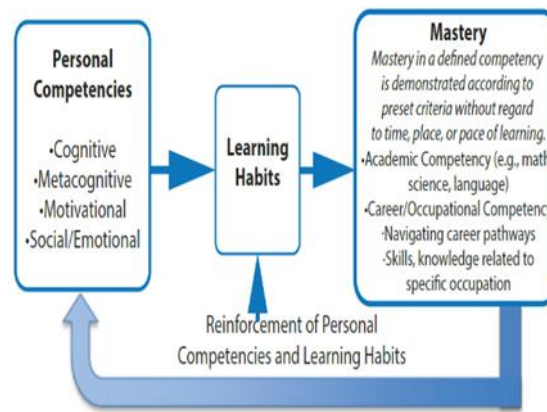 Personal
Competencies
•Cognitive
•Metacognitive
•Motivational
•Social/Emotional
Learning
Habits
Mastery
Mastery in a defined competency
is demonstrated according to
preset criteria without regard
to time, place, or pace of learning.
•Academic Competency (e.g., math
science, language)
•Career/Occupational Competency
·Navigating career pathways
·Skills, knowledge related to
specific occupation
Reinforcement of Personal
Competencies and Learning Habits